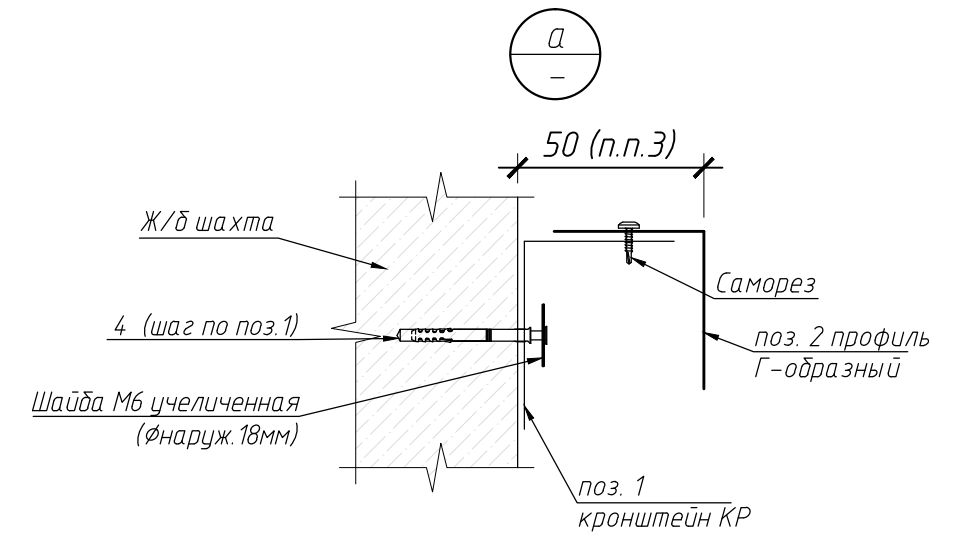 а
–
50 (п.п.3)
Ж/б шахта
Саморез
4 (шаг по поз.1)
поз. 2 профиль
Г-образный
Шайба М6 учеличенная
(Фнаруж.18мм)
поз. 1
кронштейн КР